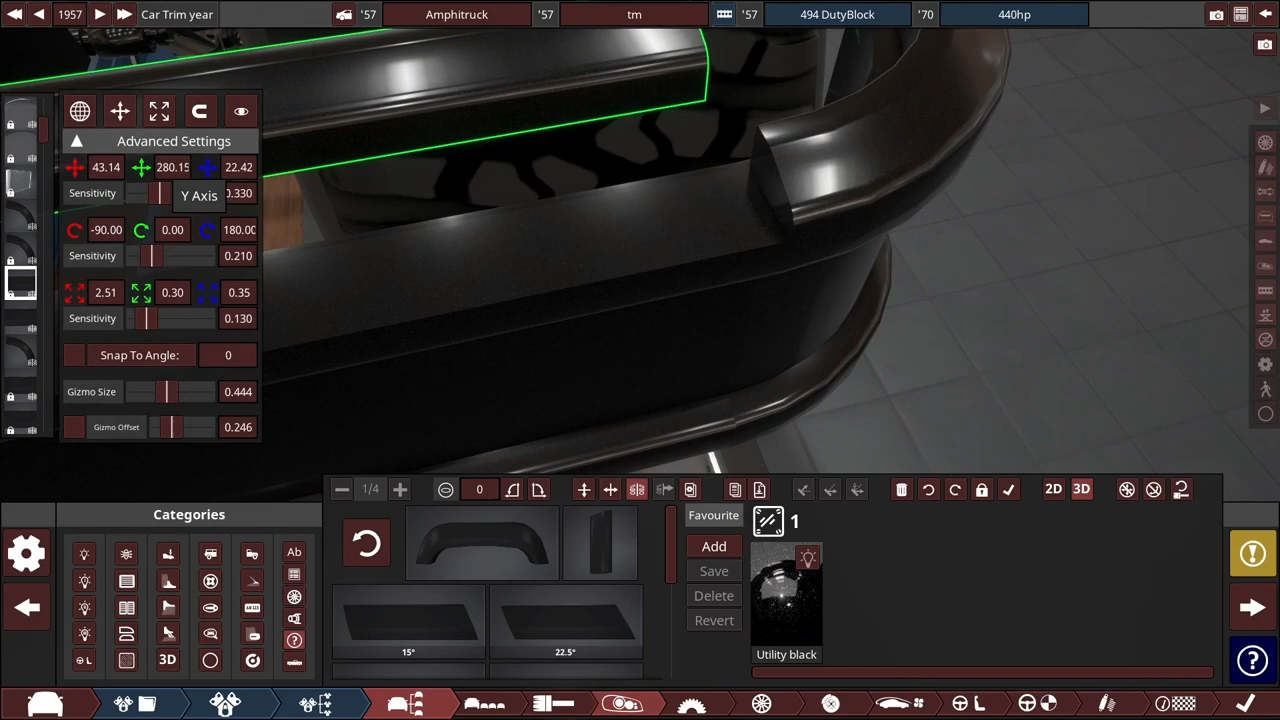 1957 Car Trim year '57 Amphitruck '57 tm '57 494 DutyBlock '70 440hp
Advanced Settings
43.14 280.15 22.42
Sensitivity 0.330
Y Axis
-90.00 0.00 180.00
Sensitivity 0.210
2.51 0.30 0.35
Sensitivity 0.130
Snap To Angle: 0
Gizmo Size 0.444
Gizmo Offset 0.246
1/4 0 2D 3D
Categories
Ab
3D
15° 22.5°
Favourite 1
Add
Save
Delete
Revert
Utility black